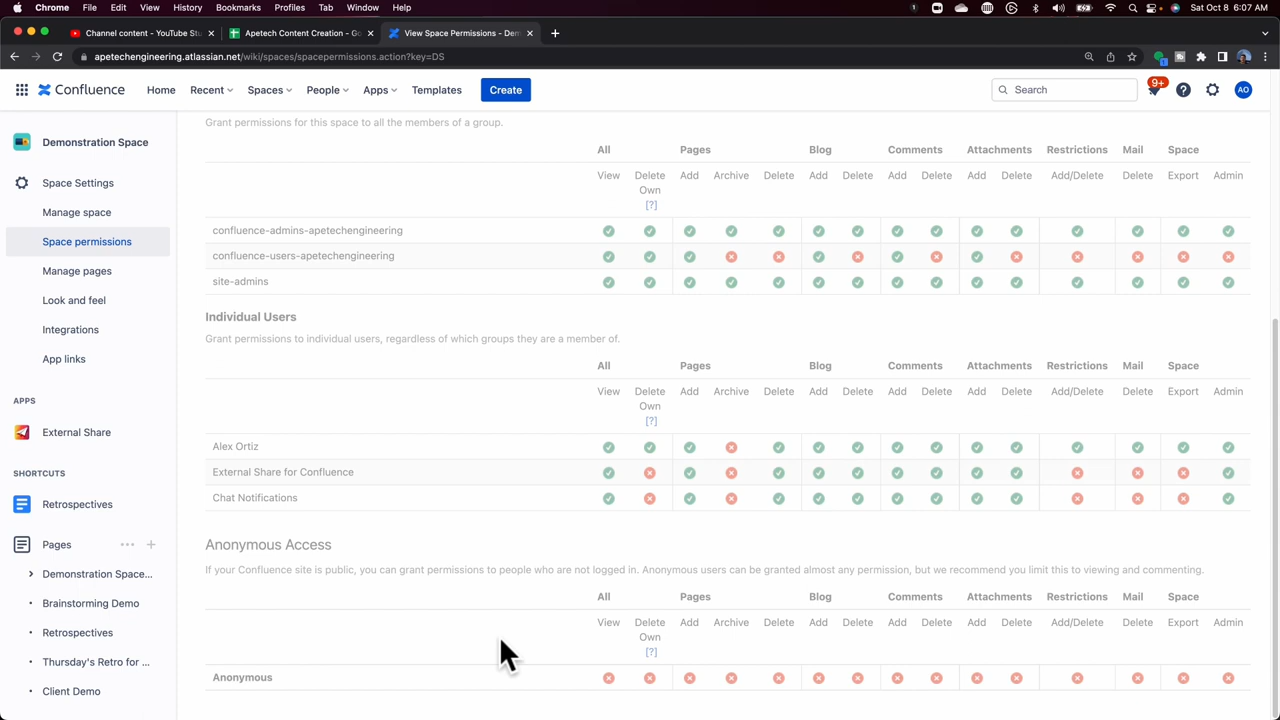 Chrome File Edit View History Bookmarks Profiles Tab Window Help 1 Sat Oct 8 6:07 AM
Channel content - YouTube Stu Apetech Content Creation - Go View Space Permissions - Dem
apetechengineering.atlassian.net/wiki/spaces/spacepermissions.action?key=DS
Confluence Home Recent Spaces People Apps Templates Create Search 9+ AO
Demonstration Space
Space Settings
Manage space
Space permissions
Manage pages
Look and feel
Integrations
App links
APPS
External Share
SHORTCUTS
Retrospectives
Pages
Demonstration Space...
Brainstorming Demo
Retrospectives
Thursday's Retro for ...
Client Demo
Grant permissions for this space to all the members of a group.
All Pages Blog Comments Attachments Restrictions Mail Space
View Delete Own [?] Add Archive Delete Add Delete Add Delete Add Delete Add/Delete Delete Export Admin
confluence-admins-apetechengineering
confluence-users-apetechengineering
site-admins
Individual Users
Grant permissions to individual users, regardless of which groups they are a member of.
All Pages Blog Comments Attachments Restrictions Mail Space
View Delete Own [?] Add Archive Delete Add Delete Add Delete Add Delete Add/Delete Delete Export Admin
Alex Ortiz
External Share for Confluence
Chat Notifications
Anonymous Access
If your Confluence site is public, you can grant permissions to people who are not logged in. Anonymous users can be granted almost any permission, but we recommend you limit this to viewing and commenting.
All Pages Blog Comments Attachments Restrictions Mail Space
View Delete Own [?] Add Archive Delete Add Delete Add Delete Add Delete Add/Delete Delete Export Admin
Anonymous